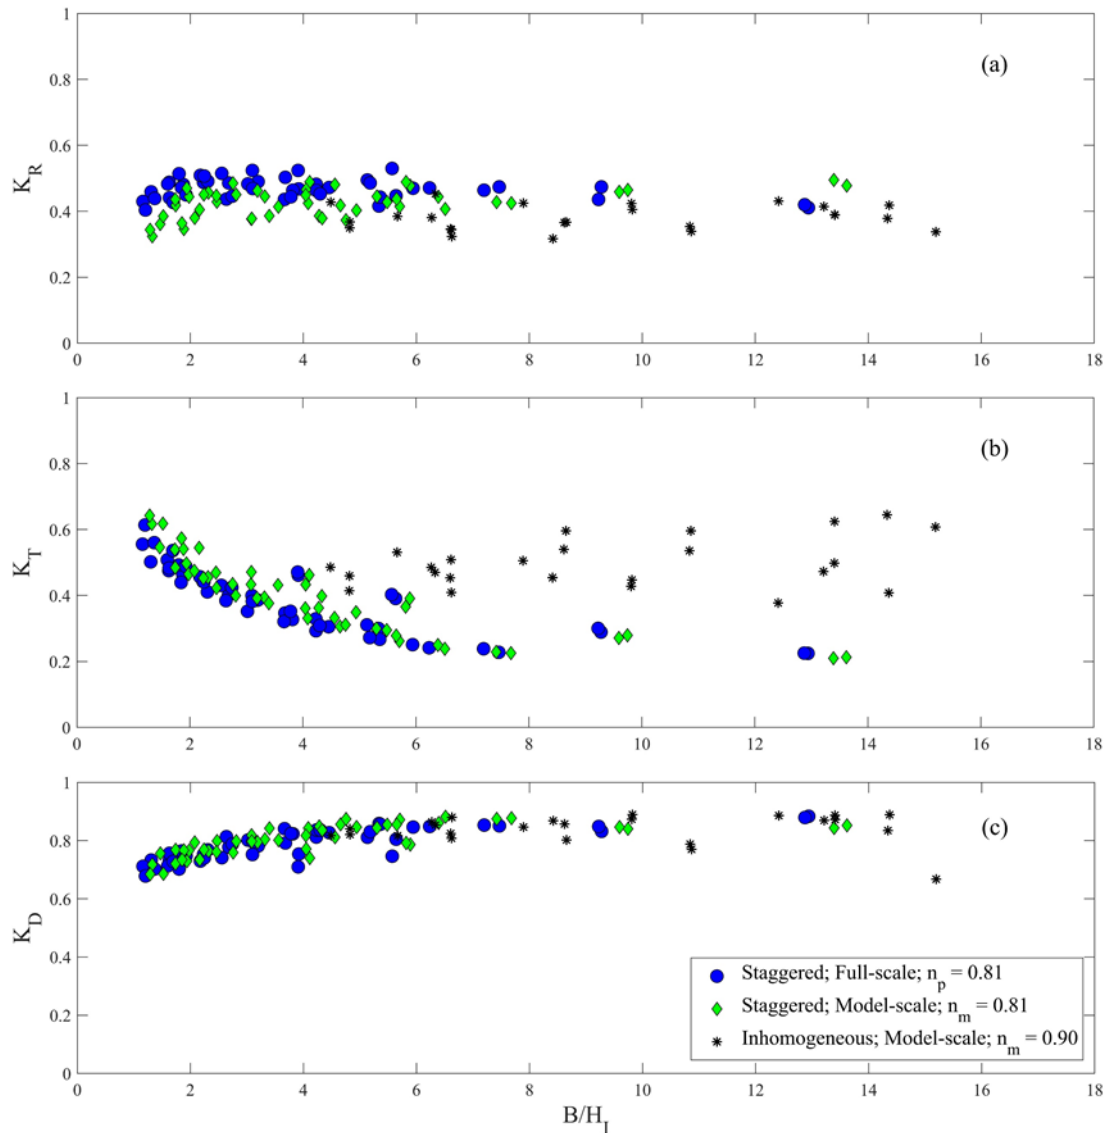 1
0.8
0.6
0.4
0.2
0
K_R
(a)
0 2 4 6 8 10 12 14 16 18
1
0.8
0.6
0.4
0.2
0
K_T
(b)
0 2 4 6 8 10 12 14 16 18
1
0.8
0.6
0.4
0.2
0
K_D
(c)
Staggered; Full-scale; n_p = 0.81
Staggered; Model-scale; n_m = 0.81
Inhomogeneous; Model-scale; n_m = 0.90
0 2 4 6 8 10 12 14 16 18
B/H_I